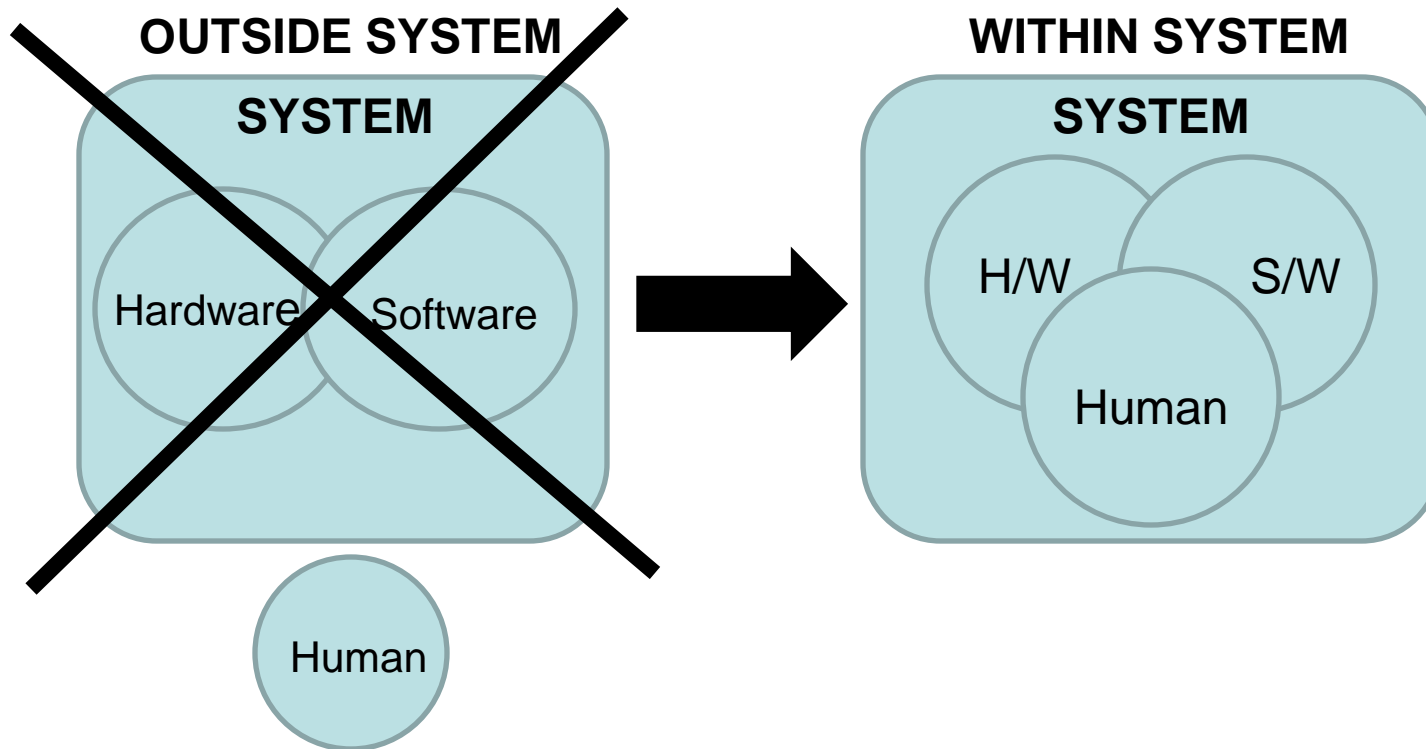 OUTSIDE SYSTEM
SYSTEM
Hardware
Software
Human
WITHIN SYSTEM
SYSTEM
H/W
S/W
Human